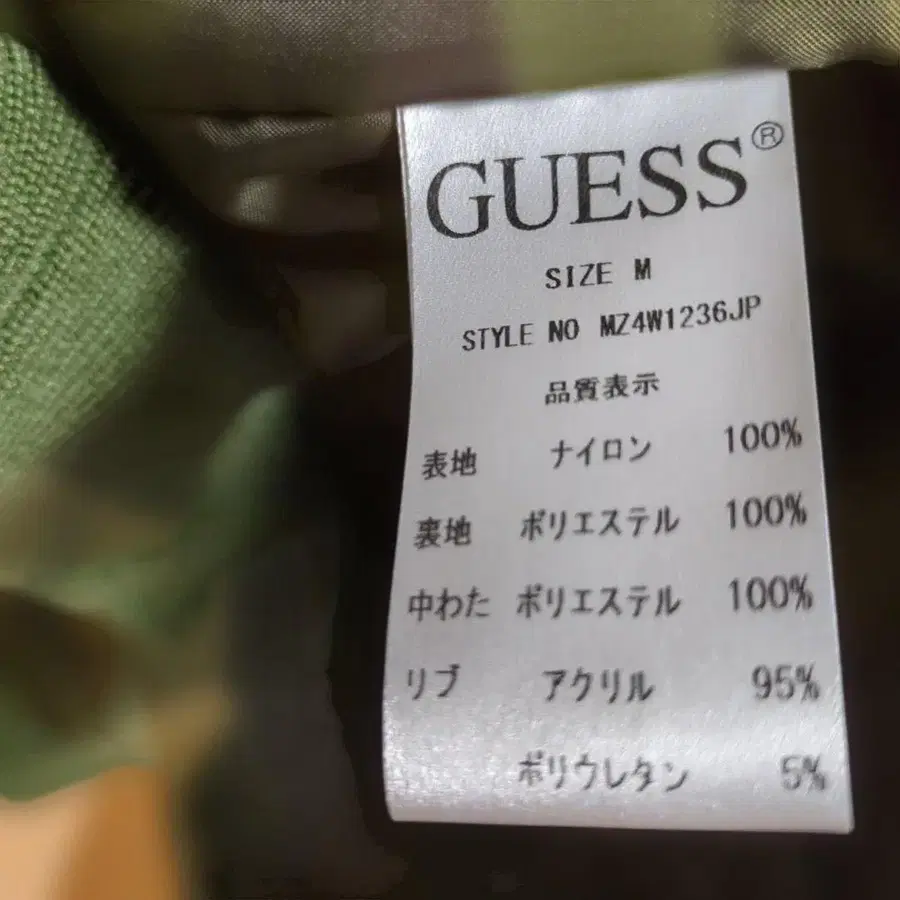 GUESS®
SIZE M
STYLE NO MZ4W1236JP
品質表示
表地 ナイロン 100%
裏地 ポリエステル 100%
中わた ポリエステル 100%
リブ アクリル 95%
ポリウレタン 5%